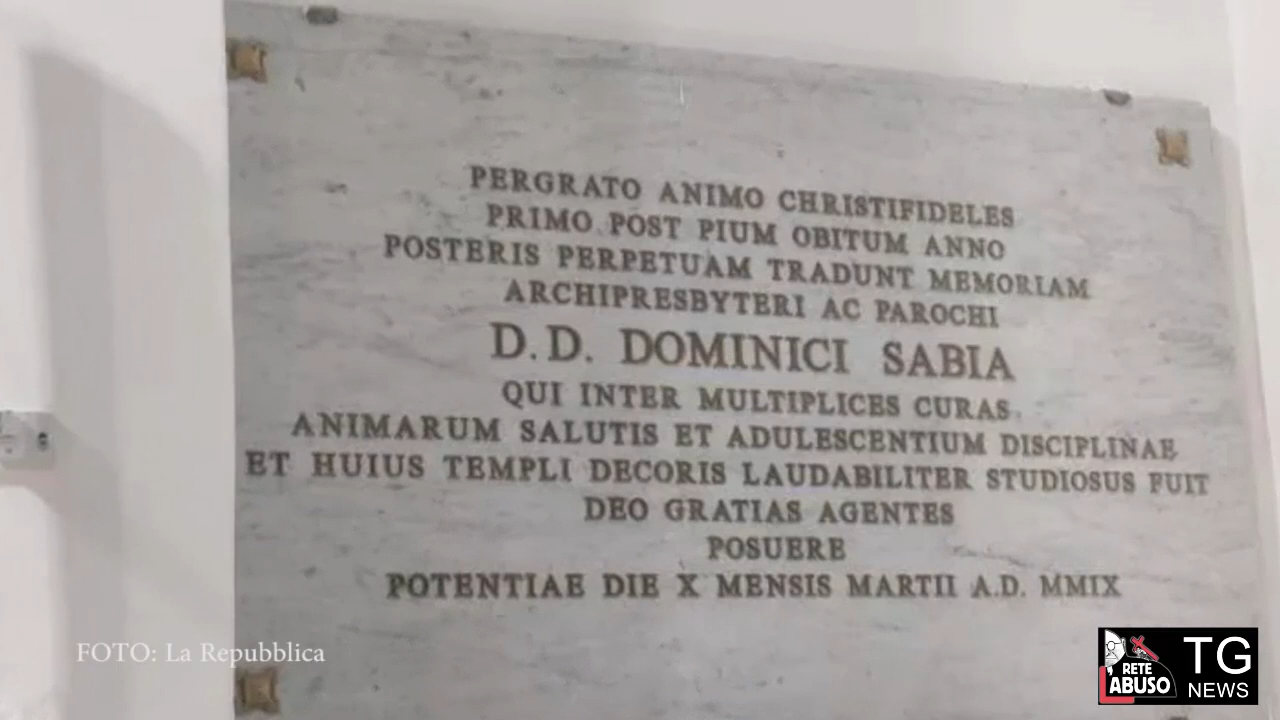 PERGRATO ANIMO CHRISTIFIDELES
PRIMO POST PIUM OBITUM ANNO
POSTERIS PERPETUAM TRADUNT MEMORIAM
ARCHIPRESBYTERI AC PAROCHI
D.D. DOMINICI SABIA
QUI INTER MULTIPLICES CURAS
ANIMARUM SALUTIS ET ADULESCENTIUM DISCIPLINAE
ET HUIUS TEMPLI DECORIS LAUDABILITER STUDIOSUS FUIT
DEO GRATIAS AGENTES
POSUERE
POTENTIAE DIE X MENSIS MARTII A.D. MMIX
FOTO: La Repubblica
RETE
ABUSO
TG
NEWS